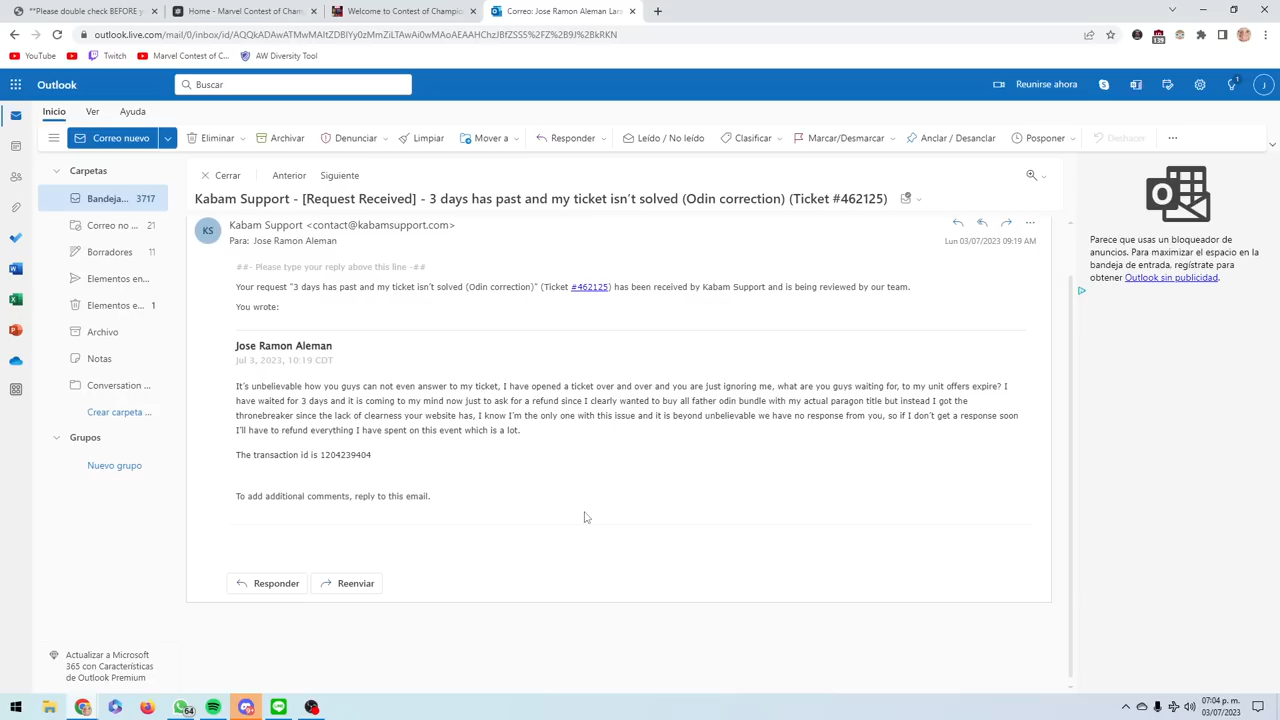 **Please double check BEFORE y
Home - Marvel Contest of Cham
Welcome to Contest of Champio
Correo: Jose Ramon Aleman Lar
outlook.live.com/mail/0/inbox/id/
139
YouTube
Twitch
Marvel Contest of C...
AW Diversity Tool
Outlook
Buscar
Reunirse ahora
1
J
Inicio
Ver
Ayuda
Correo nuevo
Eliminar
Archivar
Denunciar
Limpiar
Mover a
Responder
Leído / No leído
Clasificar
Marcar/Desmarcar
Anclar / Desanclar
Posponer
Deshacer
...
Carpetas
Bandeja... 3717
Correo no ... 21
Borradores 11
Elementos en...
Elementos e... 1
Archivo
Notas
Conversation ...
Crear carpeta ...
Grupos
Nuevo grupo
Actualizar a Microsoft
365 con Características
de Outlook Premium
Cerrar
Anterior
Siguiente
Kabam Support - [Request Received] - 3 days has past and my ticket isn't solved (Odin correction) (Ticket #462125)
KS
Kabam Support <contact@kabamsupport.com>
Para: Jose Ramon Aleman
Lun 03/07/2023 09:19 AM
##- Please type your reply above this line -##
Your request "3 days has past and my ticket isn't solved (Odin correction)" (Ticket #462125) has been received by Kabam Support and is being reviewed by our team.
You wrote:
Jose Ramon Aleman
Jul 3, 2023, 10:19 CDT
It's unbelievable how you guys can not even answer to my ticket, I have opened a ticket over and over and you are just ignoring me, what are you guys waiting for, to my unit offers expire? I
have waited for 3 days and it is coming to my mind now just to ask for a refund since I clearly wanted to buy all father odin bundle with my actual paragon title but instead I got the
thronebreaker since the lack of clearness your website has, I know I'm the only one with this issue and it is beyond unbelievable we have no response from you, so if I don't get a response soon
I'll have to refund everything I have spent on this event which is a lot.
The transaction id is 1204239404
To add additional comments, reply to this email.
Responder
Reenviar
Parece que usas un bloqueador de
anuncios. Para maximizar el espacio en la
bandeja de entrada, regístrate para
obtener Outlook sin publicidad.
64
07:04 p. m.
03/07/2023